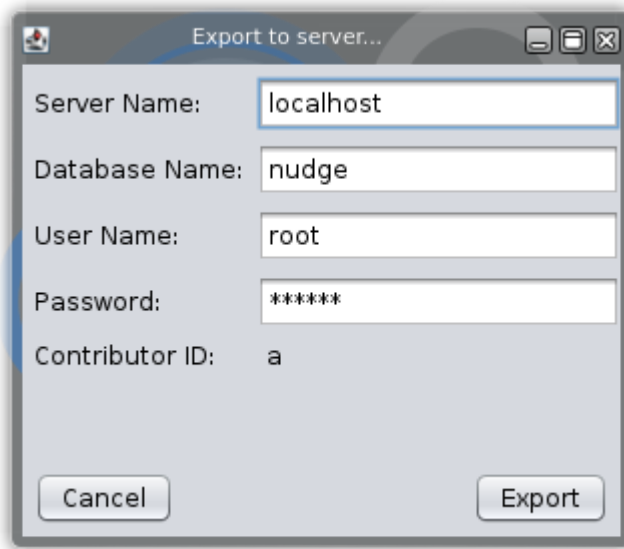 Export to server...
Server Name: localhost
Database Name: nudge
User Name: root
Password: ******
Contributor ID: a
Cancel Export